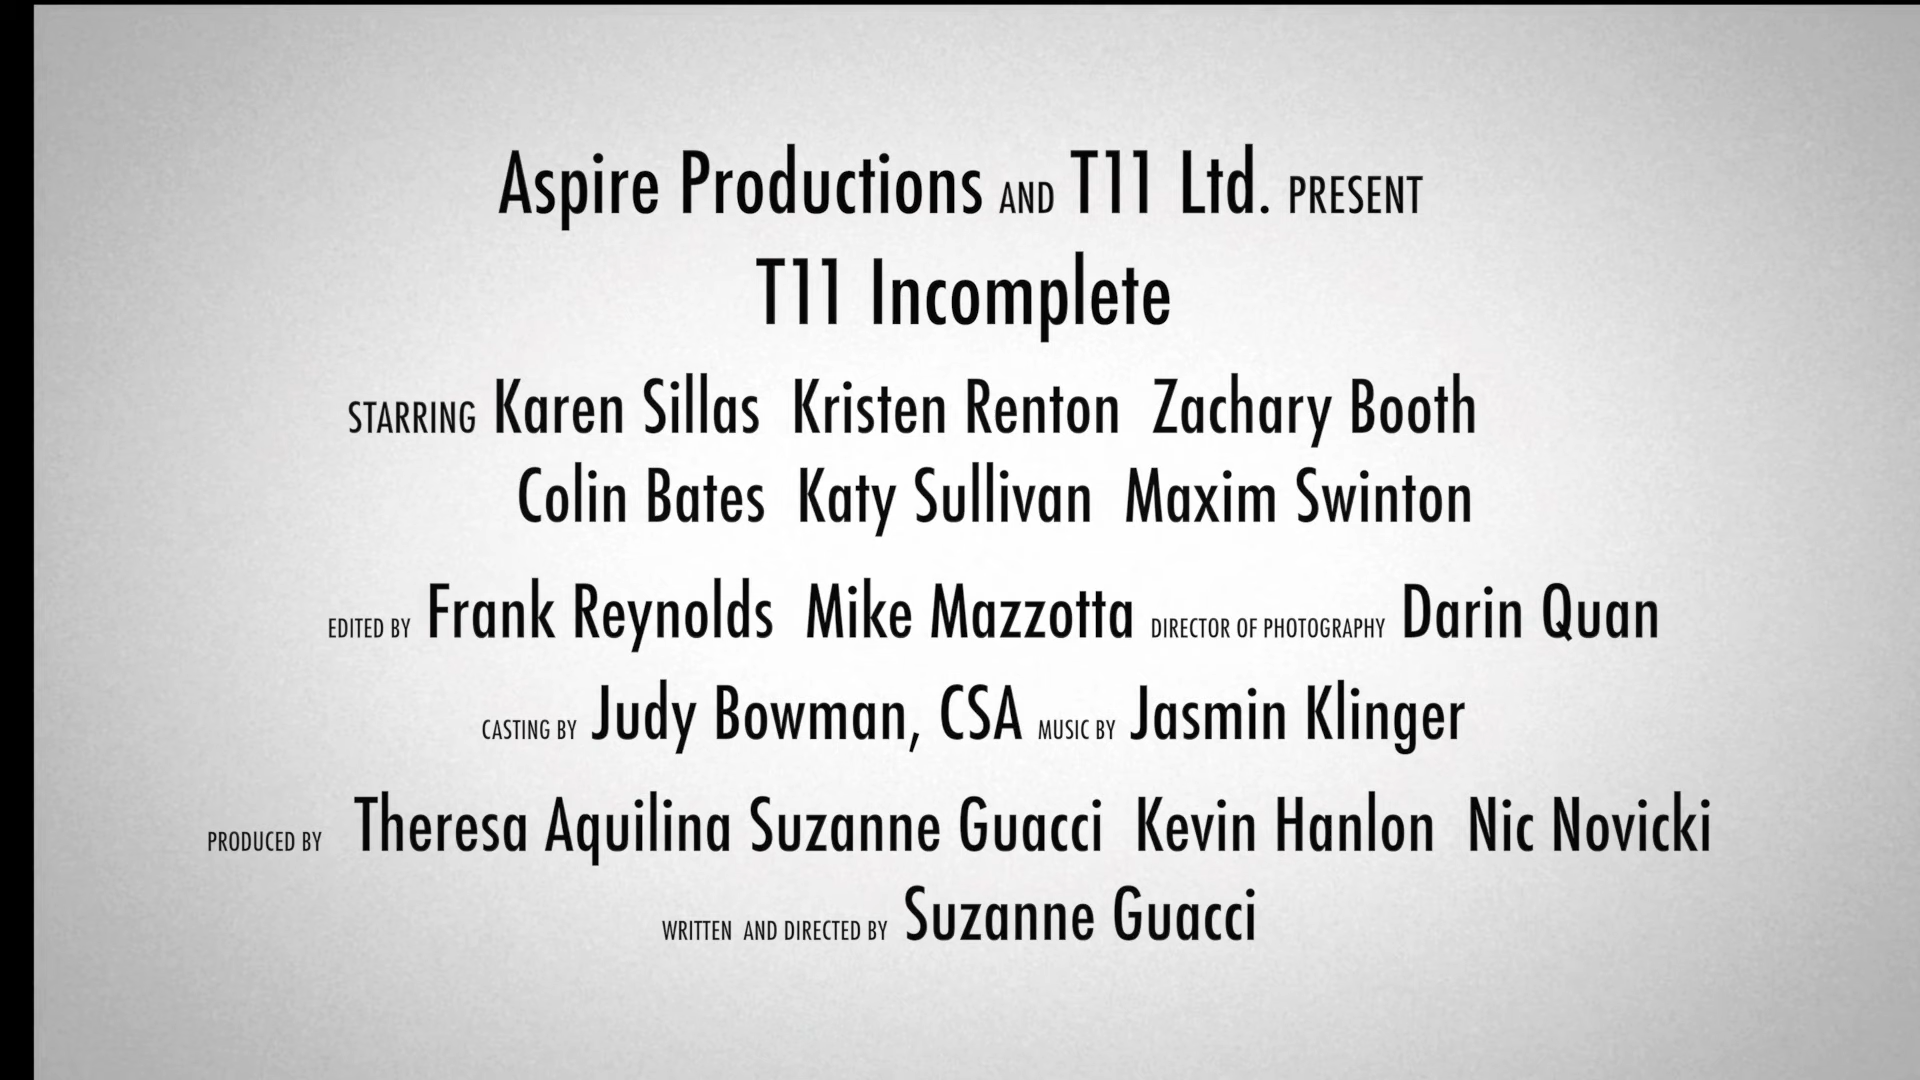 Aspire Productions AND T11 Ltd. PRESENT
T11 Incomplete
STARRING Karen Sillas Kristen Renton Zachary Booth
Colin Bates Katy Sullivan Maxim Swinton
EDITED BY Frank Reynolds Mike Mazzotta DIRECTOR OF PHOTOGRAPHY Darin Quan
CASTING BY Judy Bowman, CSA MUSIC BY Jasmin Klinger
PRODUCED BY Theresa Aquilina Suzanne Guacci Kevin Hanlon Nic Novicki
WRITTEN AND DIRECTED BY Suzanne Guacci